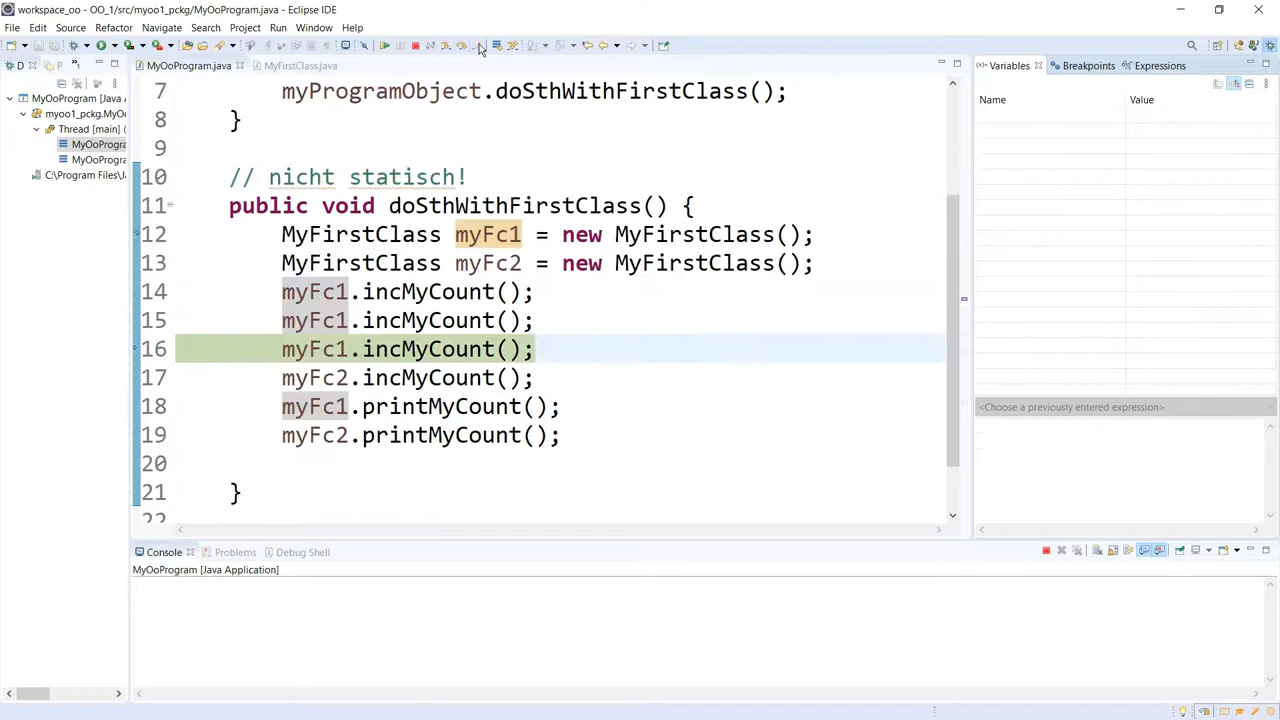 workspace_oo - OO_1/src/myoo1_pckg/MyOoProgram.java - Eclipse IDE
File Edit Source Refactor Navigate Search Project Run Window Help
D P MyOoProgram.java MyFirstClass.java Variables Breakpoints Expressions
MyOoProgram [Java A
myoo1_pckg.MyO
Thread [main] (
MyOoProgra
MyOoProgra
C:\Program Files\J
7 myProgramObject.doSthWithFirstClass();
8 }
9
10 // nicht statisch!
11 public void doSthWithFirstClass() {
12 MyFirstClass myFc1 = new MyFirstClass();
13 MyFirstClass myFc2 = new MyFirstClass();
14 myFc1.incMyCount();
15 myFc1.incMyCount();
16 myFc1.incMyCount();
17 myFc2.incMyCount();
18 myFc1.printMyCount();
19 myFc2.printMyCount();
20
21 }
22
Name Value
<Choose a previously entered expression>
Console Problems Debug Shell
MyOoProgram [Java Application]